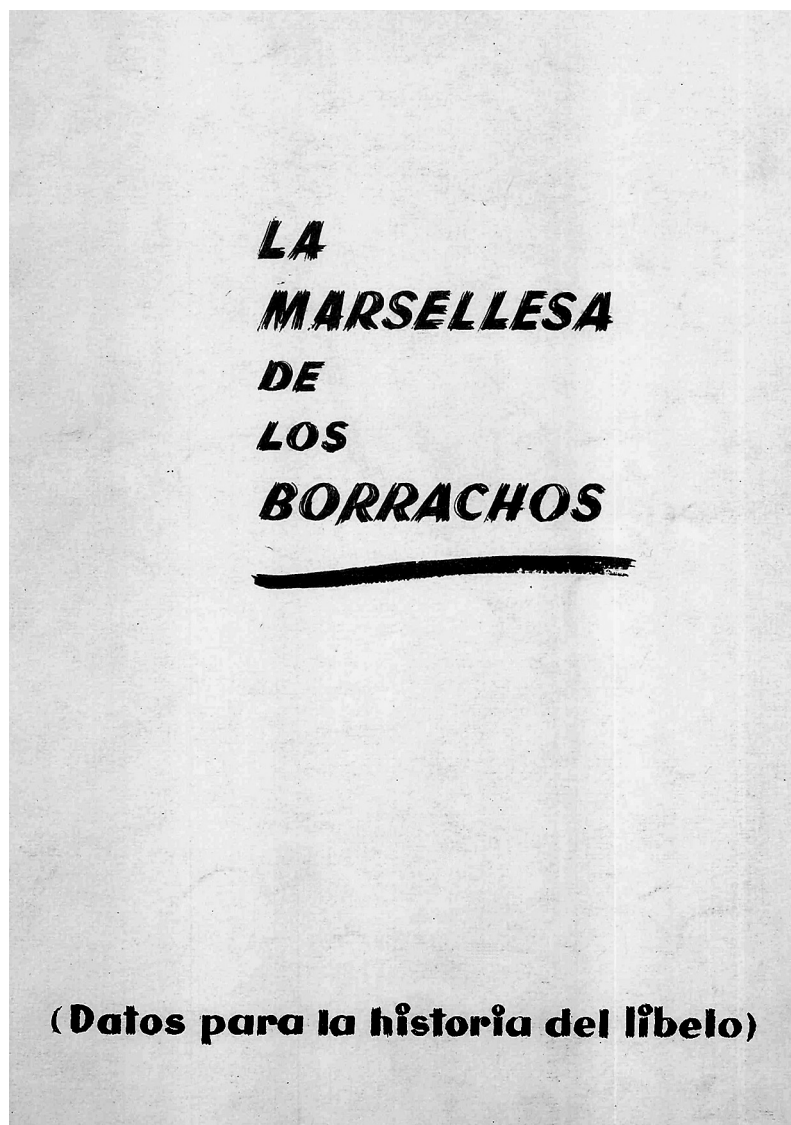 LA
MARSELLESA
DE
LOS
BORRACHOS
(Datos para la historia del libelo)